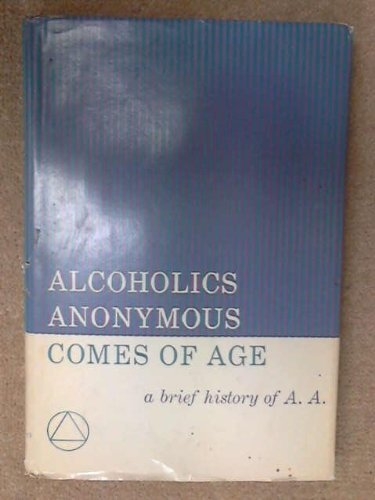 ALCOHOLICS
ANONYMOUS
COMES OF AGE
a brief history of A. A.